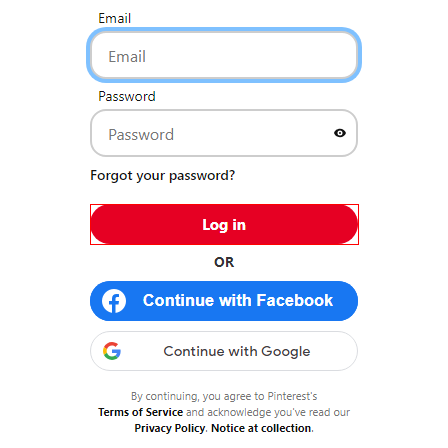 Email
Email
Password
Password
Forgot your password?
Log in
OR
Continue with Facebook
Continue with Google
By continuing, you agree to Pinterest's
Terms of Service and acknowledge you've read our
Privacy Policy. Notice at collection.